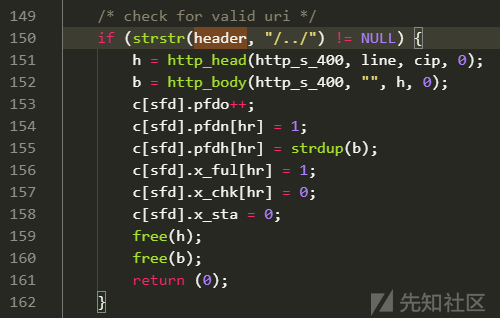 149 /* check for valid uri */
150 if (strstr(header, "/../") != NULL) {
151 h = http_head(http_s_400, line, cip, 0);
152 b = http_body(http_s_400, "", h, 0);
153 c[sfd].pfdo++;
154 c[sfd].pfdn[hr] = 1;
155 c[sfd].pfdh[hr] = strdup(b);
156 c[sfd].x_ful[hr] = 1;
157 c[sfd].x_chk[hr] = 0;
158 c[sfd].x_sta = 0;
159 free(h);
160 free(b);
161 return (0);
162 }
先知社区